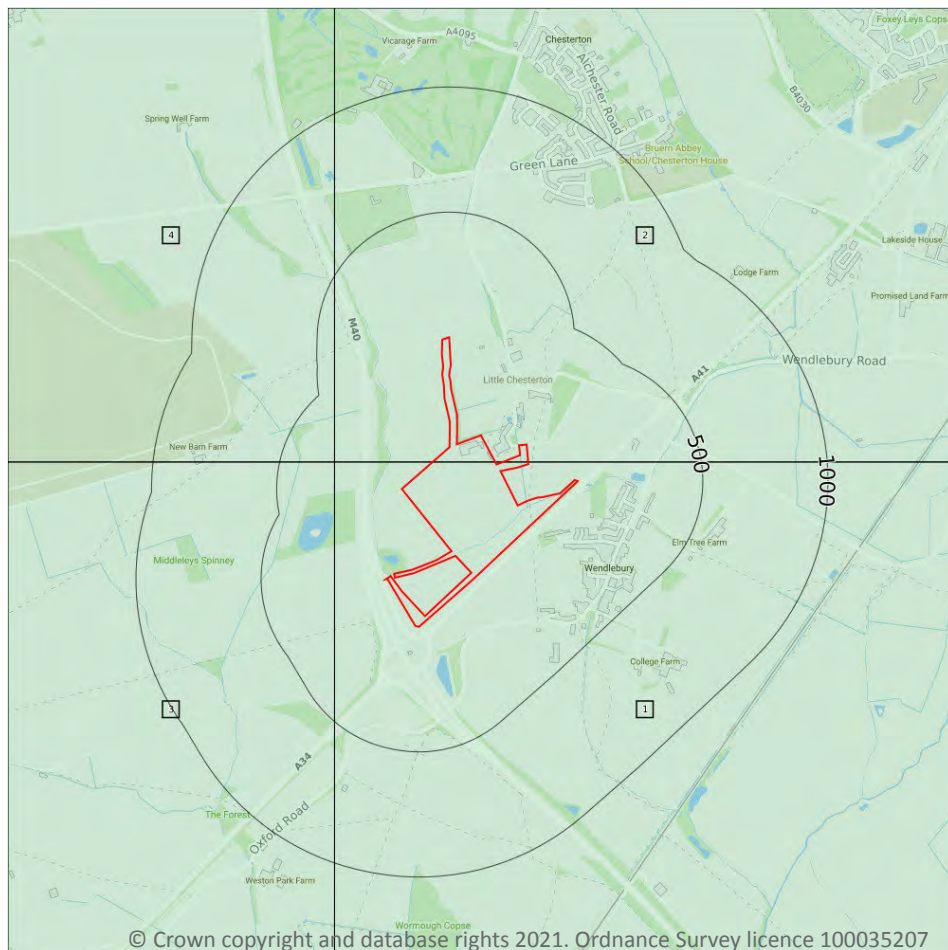 Foxey Leys Cops
A4095
Chesterton
Vicarage Farm
Alchester Road
B4030
Spring Well Farm
Bruern Abbey
School/Chesterton House
Green Lane
4
2
Lakeside House
Lodge Farm
Promised Land Farm
M40
Wendlebury Road
A41
Little Chesterton
New Barn Farm
500
1000
Elm Tree Farm
Middleleys Spinney
Wendlebury
College Farm
3
1
A34
The Forest
Oxford Road
Weston Park Farm
Wormough Copse
© Crown copyright and database rights 2021. Ordnance Survey licence 100035207